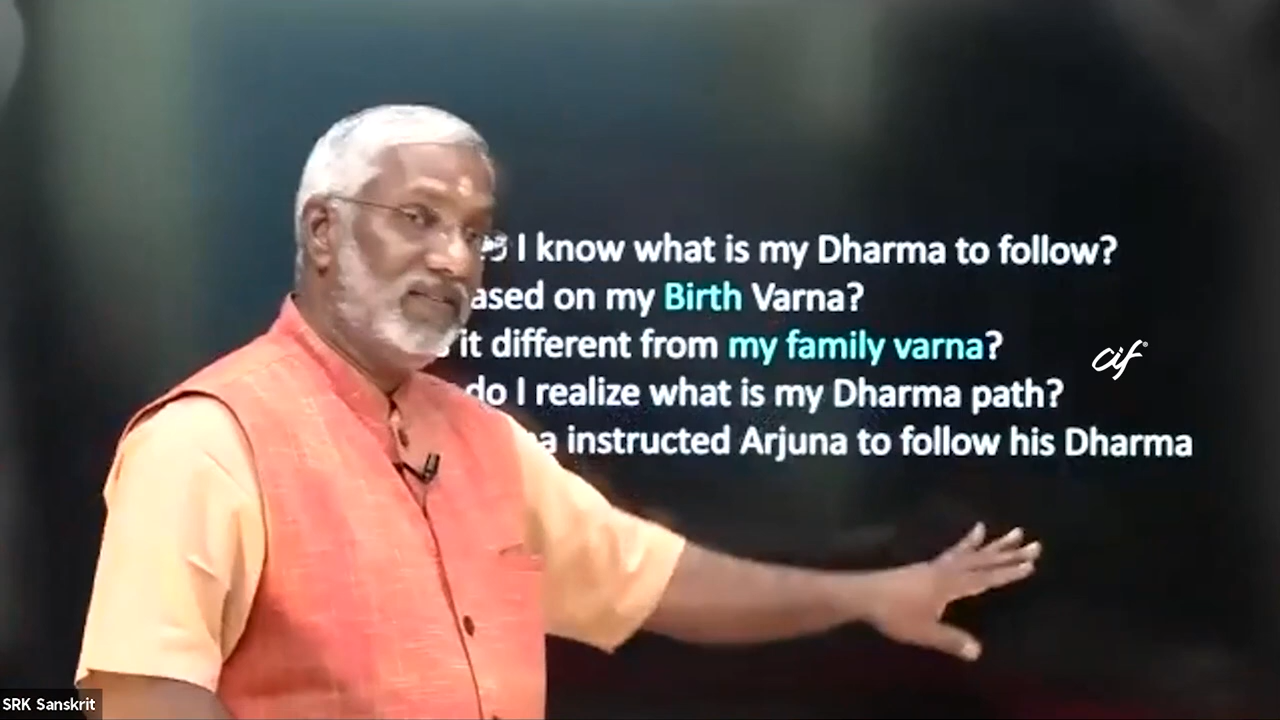 I know what is my Dharma to follow?
ased on my Birth Varna?
it different from my family varna?
do I realize what is my Dharma path?
instructed Arjuna to follow his Dharma
cif
SRK Sanskrit